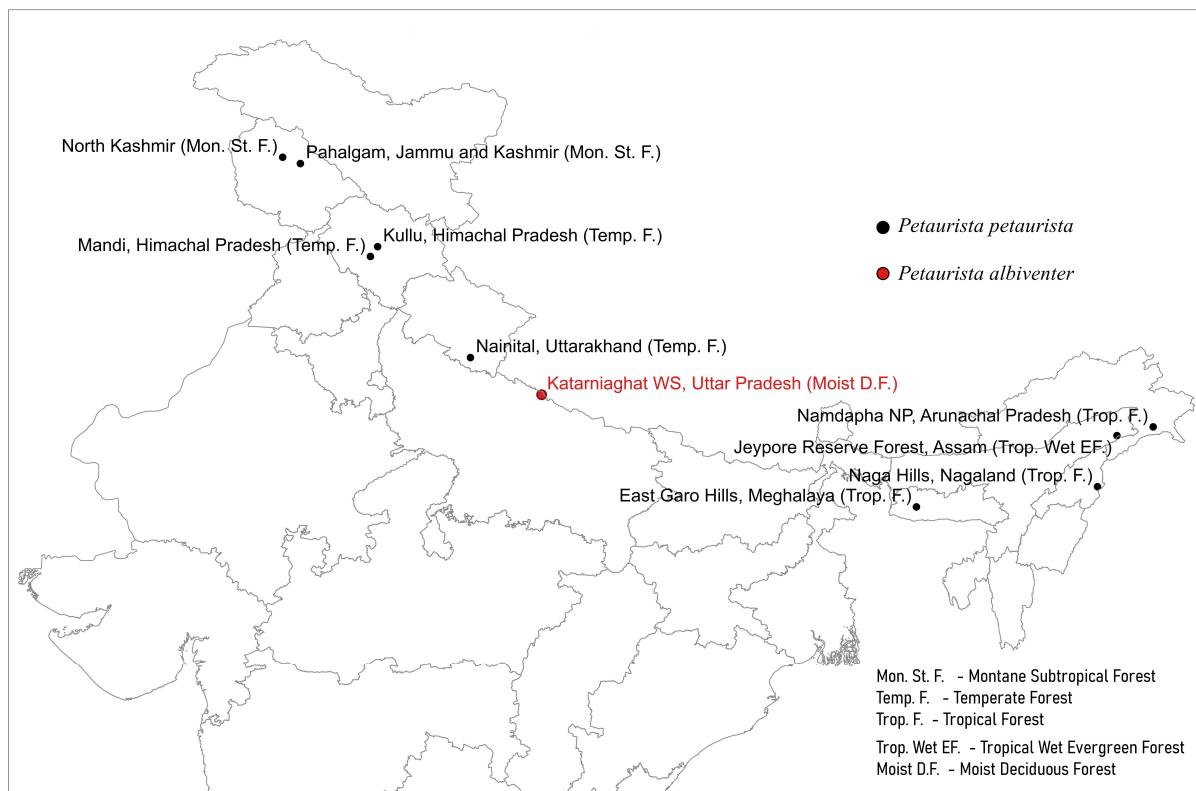 North Kashmir (Mon. St. F.)
Pahalgam, Jammu and Kashmir (Mon. St. F.)
Petaurista petaurista
Kullu, Himachal Pradesh (Temp. F.)
Mandi, Himachal Pradesh (Temp. F.)
Petaurista albiventer
Nainital, Uttarakhand (Temp. F.)
Katarniaghat WS, Uttar Pradesh (Moist D.F.)
Namdapha NP, Arunachal Pradesh (Trop. F.)
Jeypore Reserve Forest, Assam (Trop. Wet EF.)
Naga Hills, Nagaland (Trop. F.)
East Garo Hills, Meghalaya (Trop. F.)
Mon. St. F. - Montane Subtropical Forest
Temp. F. - Temperate Forest
Trop. F. - Tropical Forest
Trop. Wet EF. - Tropical Wet Evergreen Forest
Moist D.F. - Moist Deciduous Forest